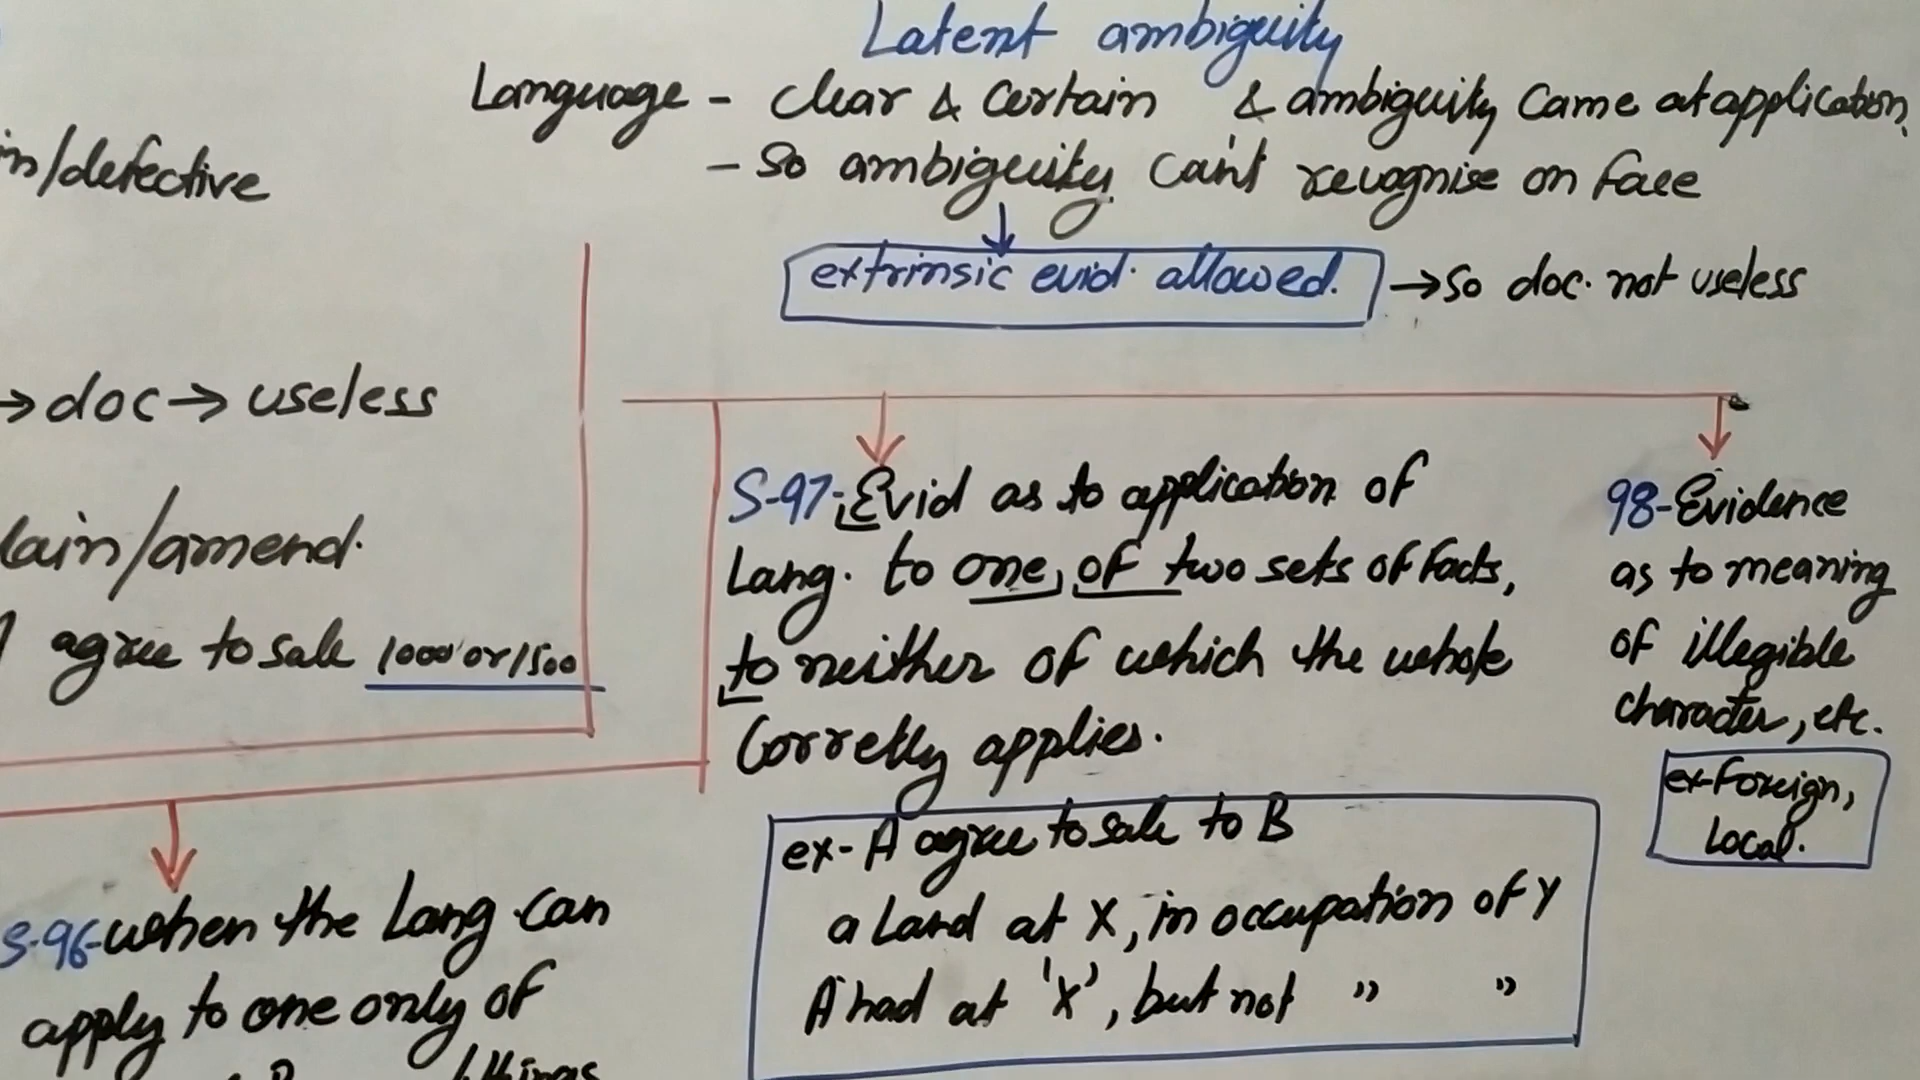 Latent ambiguity
Language - clear & certain & ambiguity came at application.
- So ambiguity can't recognise on face
extrinsic evid. allowed. → so doc. not useless
/defective
→ doc → useless
lain/amend.
agree to sale 1000 or 1500
S-97-Evid as to application of
Lang. to one, of two sets of facts,
to neither of which the whole
Corretly applies.
ex- A agree to sale to B
a Land at X, in occupation of Y
A had at 'X', but not " "
98-Evidence
as to meaning
of illegible
character, etc.
ex-Foreign,
Local.
S-96-when the Lang can
apply to one only of
things